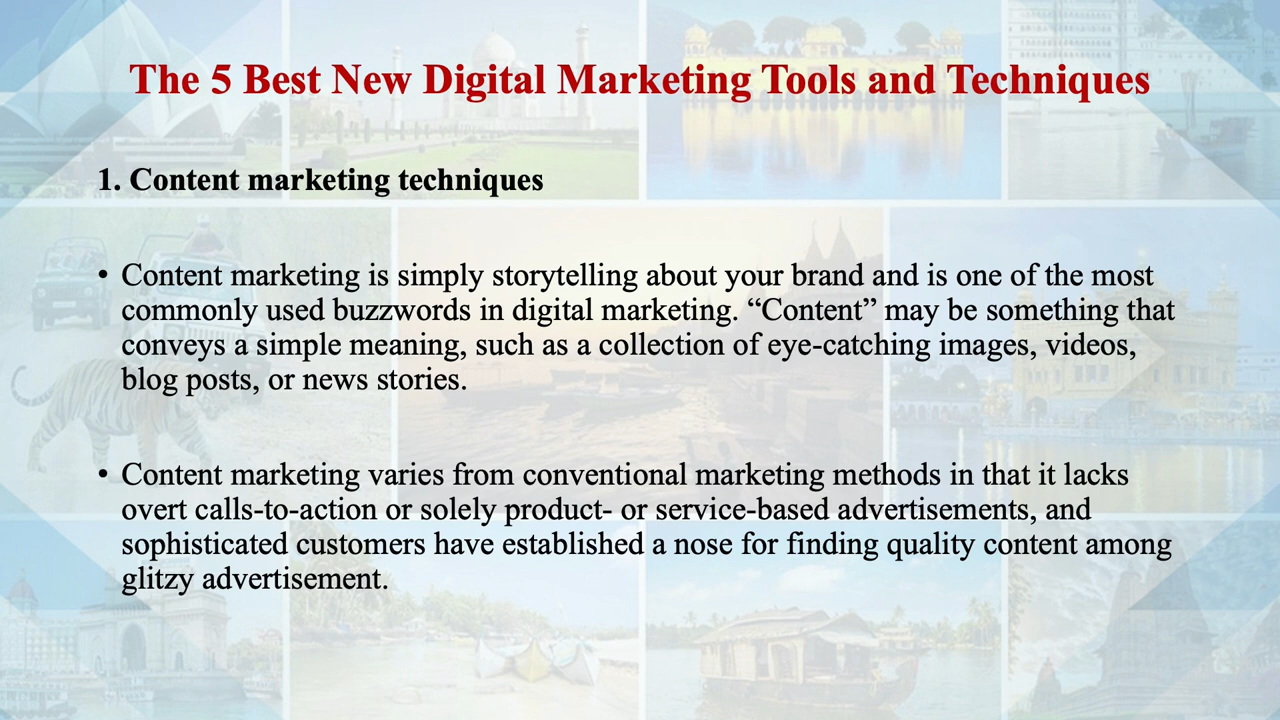 The 5 Best New Digital Marketing Tools and Techniques
1. Content marketing techniques
• Content marketing is simply storytelling about your brand and is one of the most
commonly used buzzwords in digital marketing. “Content” may be something that
conveys a simple meaning, such as a collection of eye-catching images, videos,
blog posts, or news stories.
• Content marketing varies from conventional marketing methods in that it lacks
overt calls-to-action or solely product- or service-based advertisements, and
sophisticated customers have established a nose for finding quality content among
glitzy advertisement.